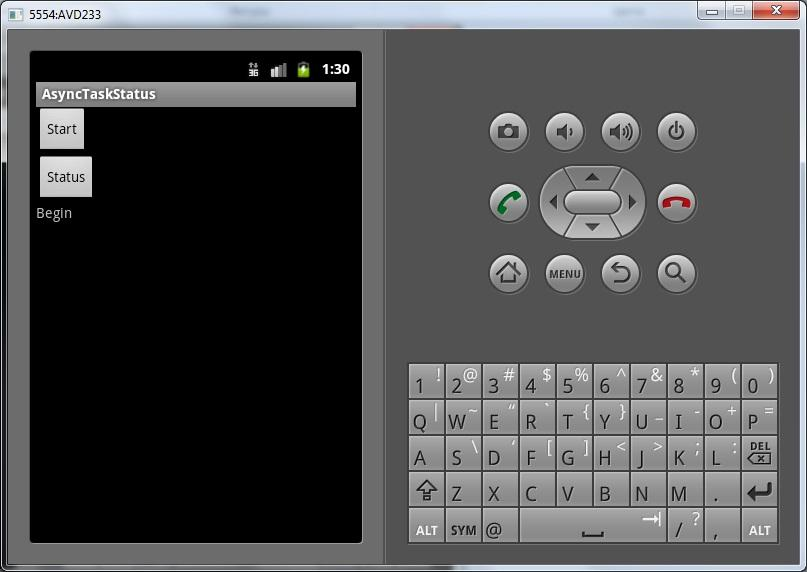 5554:AVD233
3G 1:30
AsyncTaskStatus
Start
Status
Begin
MENU
1 ! 2 @ 3 # 4 $ 5 % 6 ^ 7 & 8 * 9 ( 0 )
Q | W ~ E “ R ` T { Y } U _ I - O + P =
A S \ D ‘ F [ G ] H < J > K ; L : DEL
Z X C V B N M .
ALT SYM @ / ? , ALT